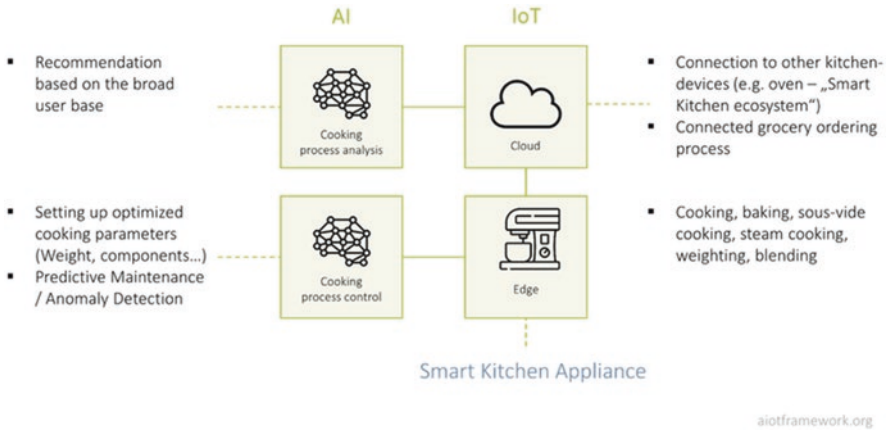 AI
IoT
▪ Recommendation
based on the broad
user base
Cooking
process analysis
Cloud
▪ Connection to other kitchen-
devices (e.g. oven – „Smart
Kitchen ecosystem“)
▪ Connected grocery ordering
process
▪ Setting up optimized
cooking parameters
(Weight, components...)
▪ Predictive Maintenance
/ Anomaly Detection
Cooking
process control
Edge
▪ Cooking, baking, sous-vide
cooking, steam cooking,
weighting, blending
Smart Kitchen Appliance
aiotframework.org